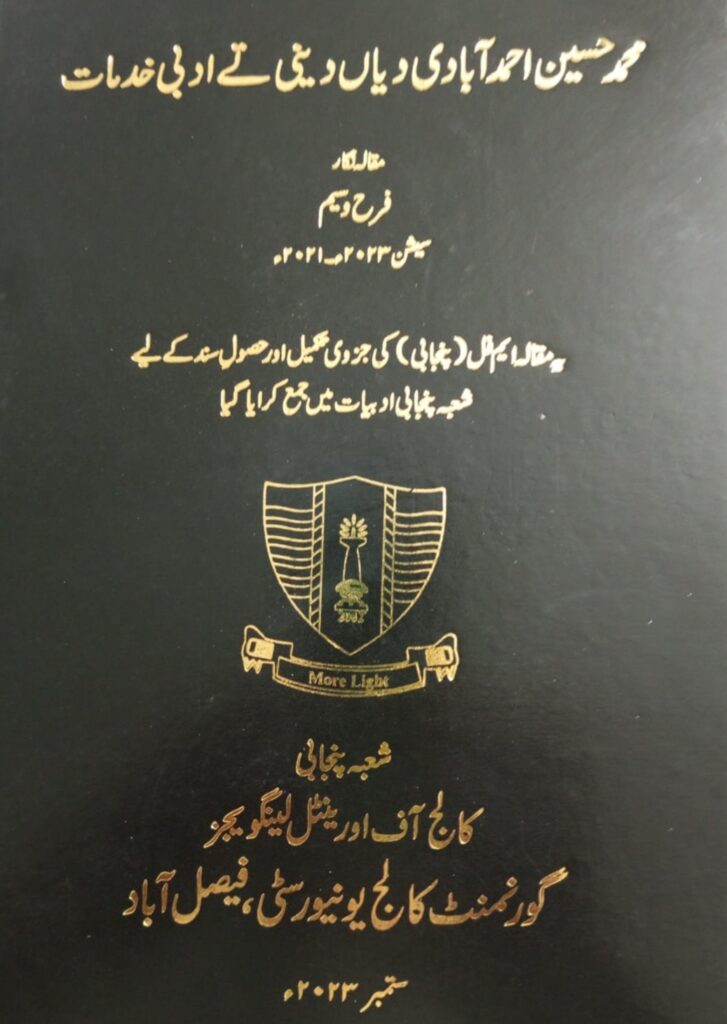 محمد حسین احمد آبادی دیاں دینی تے ادبی خدمات
مقالہ نگار
فرح وسیم
سیشن ۲۰۲۳ء۔۲۰۲۱ء
یہ مقالہ ایم فل (پنجابی) کی جزوی تکمیل اور حصولِ سند کے لیے
شعبہ پنجابی ادبیات میں جمع کرایا گیا
More Light
شعبہ پنجابی
کالج آف اورینٹل لینگویجز
گورنمنٹ کالج یونیورسٹی، فیصل آباد
ستمبر ۲۰۲۳ء